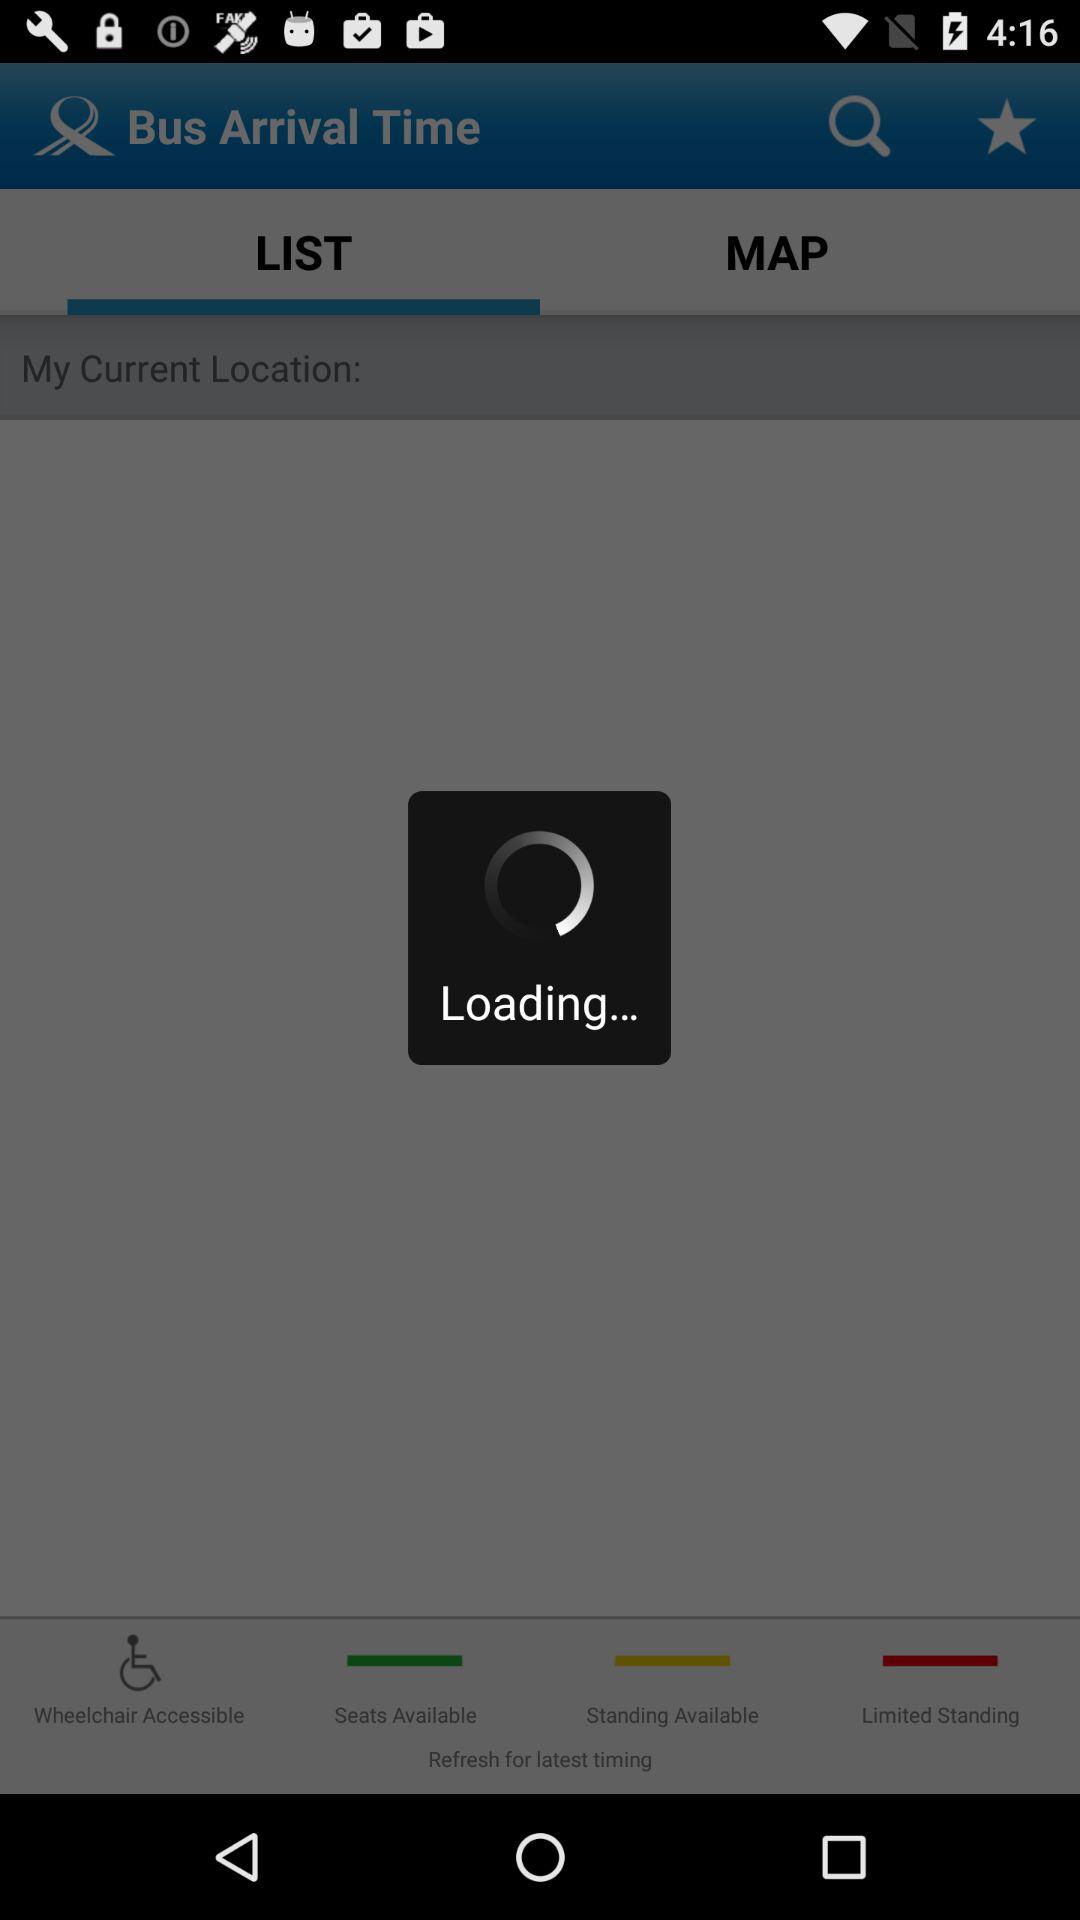 FAKE
4:16
Bus Arrival Time
LIST
MAP
My Current Location:
Loading...
Wheelchair Accessible
Seats Available
Standing Available
Limited Standing
Refresh for latest timing